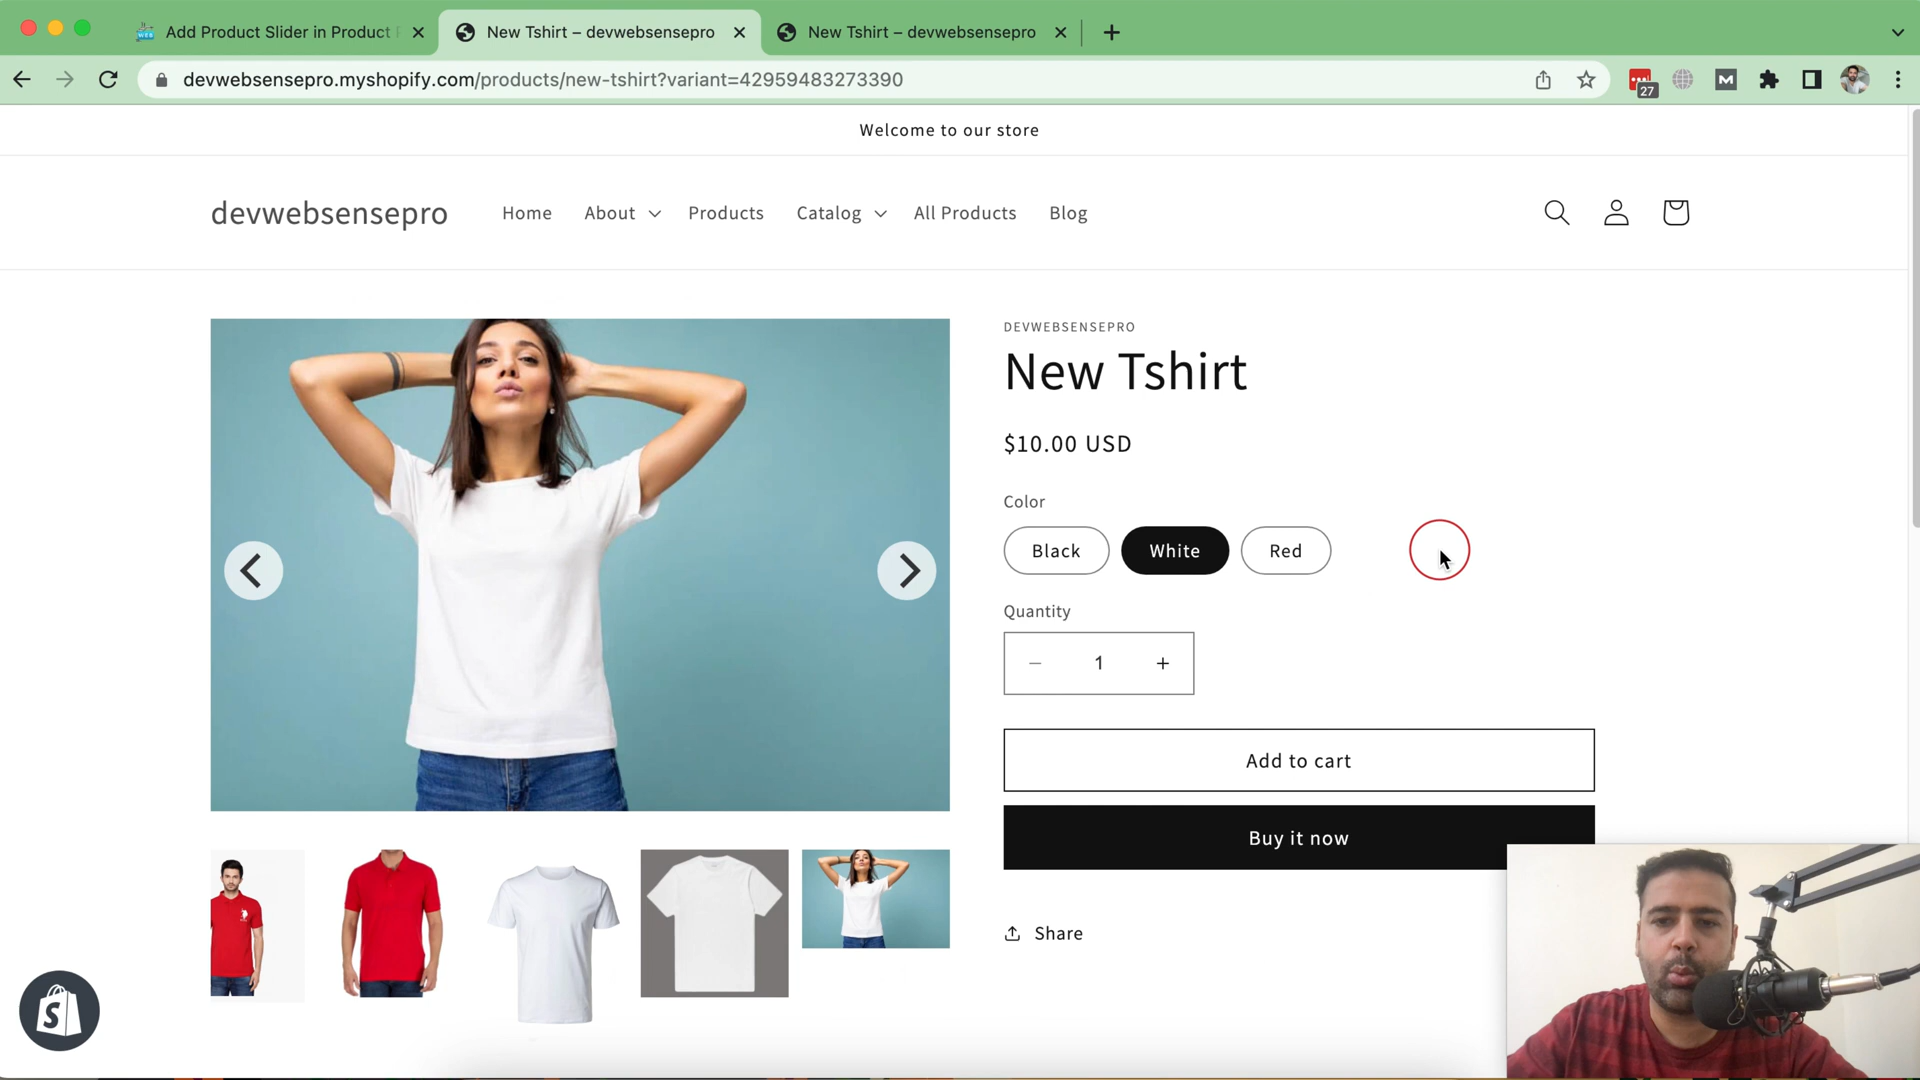 Add Product Slider in Product
New Tshirt – devwebsensepro
New Tshirt – devwebsensepro
devwebsensepro.myshopify.com/products/new-tshirt?variant=42959483273390
27
M
Welcome to our store
devwebsensepro
Home
About
Products
Catalog
All Products
Blog
DEVWEBSENSEPRO
New Tshirt
$10.00 USD
Color
Black
White
Red
Quantity
1
Add to cart
Buy it now
Share